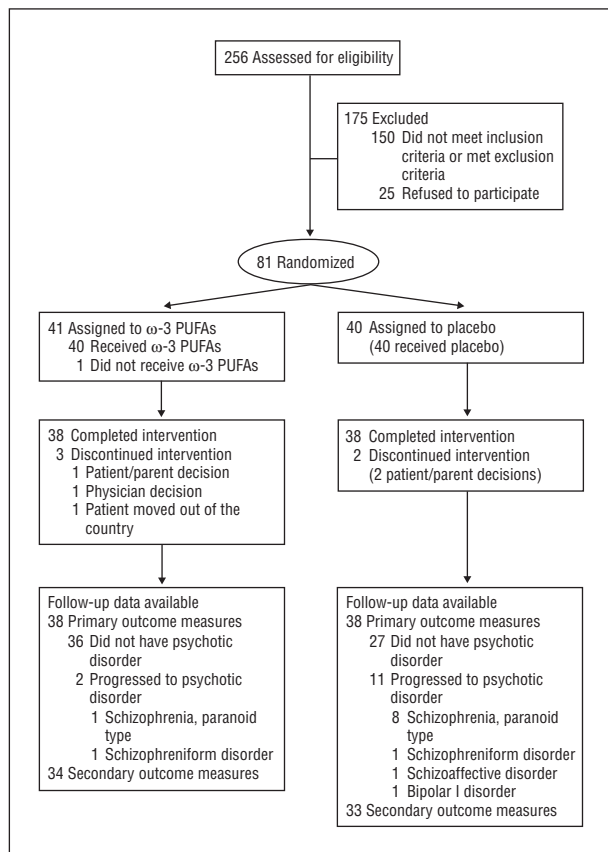 256 Assessed for eligibility
175 Excluded
150 Did not meet inclusion
criteria or met exclusion
criteria
25 Refused to participate
81 Randomized
41 Assigned to ω-3 PUFAs
40 Received ω-3 PUFAs
1 Did not receive ω-3 PUFAs
40 Assigned to placebo
(40 received placebo)
38 Completed intervention
3 Discontinued intervention
1 Patient/parent decision
1 Physician decision
1 Patient moved out of the
country
38 Completed intervention
2 Discontinued intervention
(2 patient/parent decisions)
Follow-up data available
38 Primary outcome measures
36 Did not have psychotic
disorder
2 Progressed to psychotic
disorder
1 Schizophrenia, paranoid
type
1 Schizophreniform disorder
34 Secondary outcome measures
Follow-up data available
38 Primary outcome measures
27 Did not have psychotic
disorder
11 Progressed to psychotic
disorder
8 Schizophrenia, paranoid
type
1 Schizophreniform disorder
1 Schizoaffective disorder
1 Bipolar I disorder
33 Secondary outcome measures